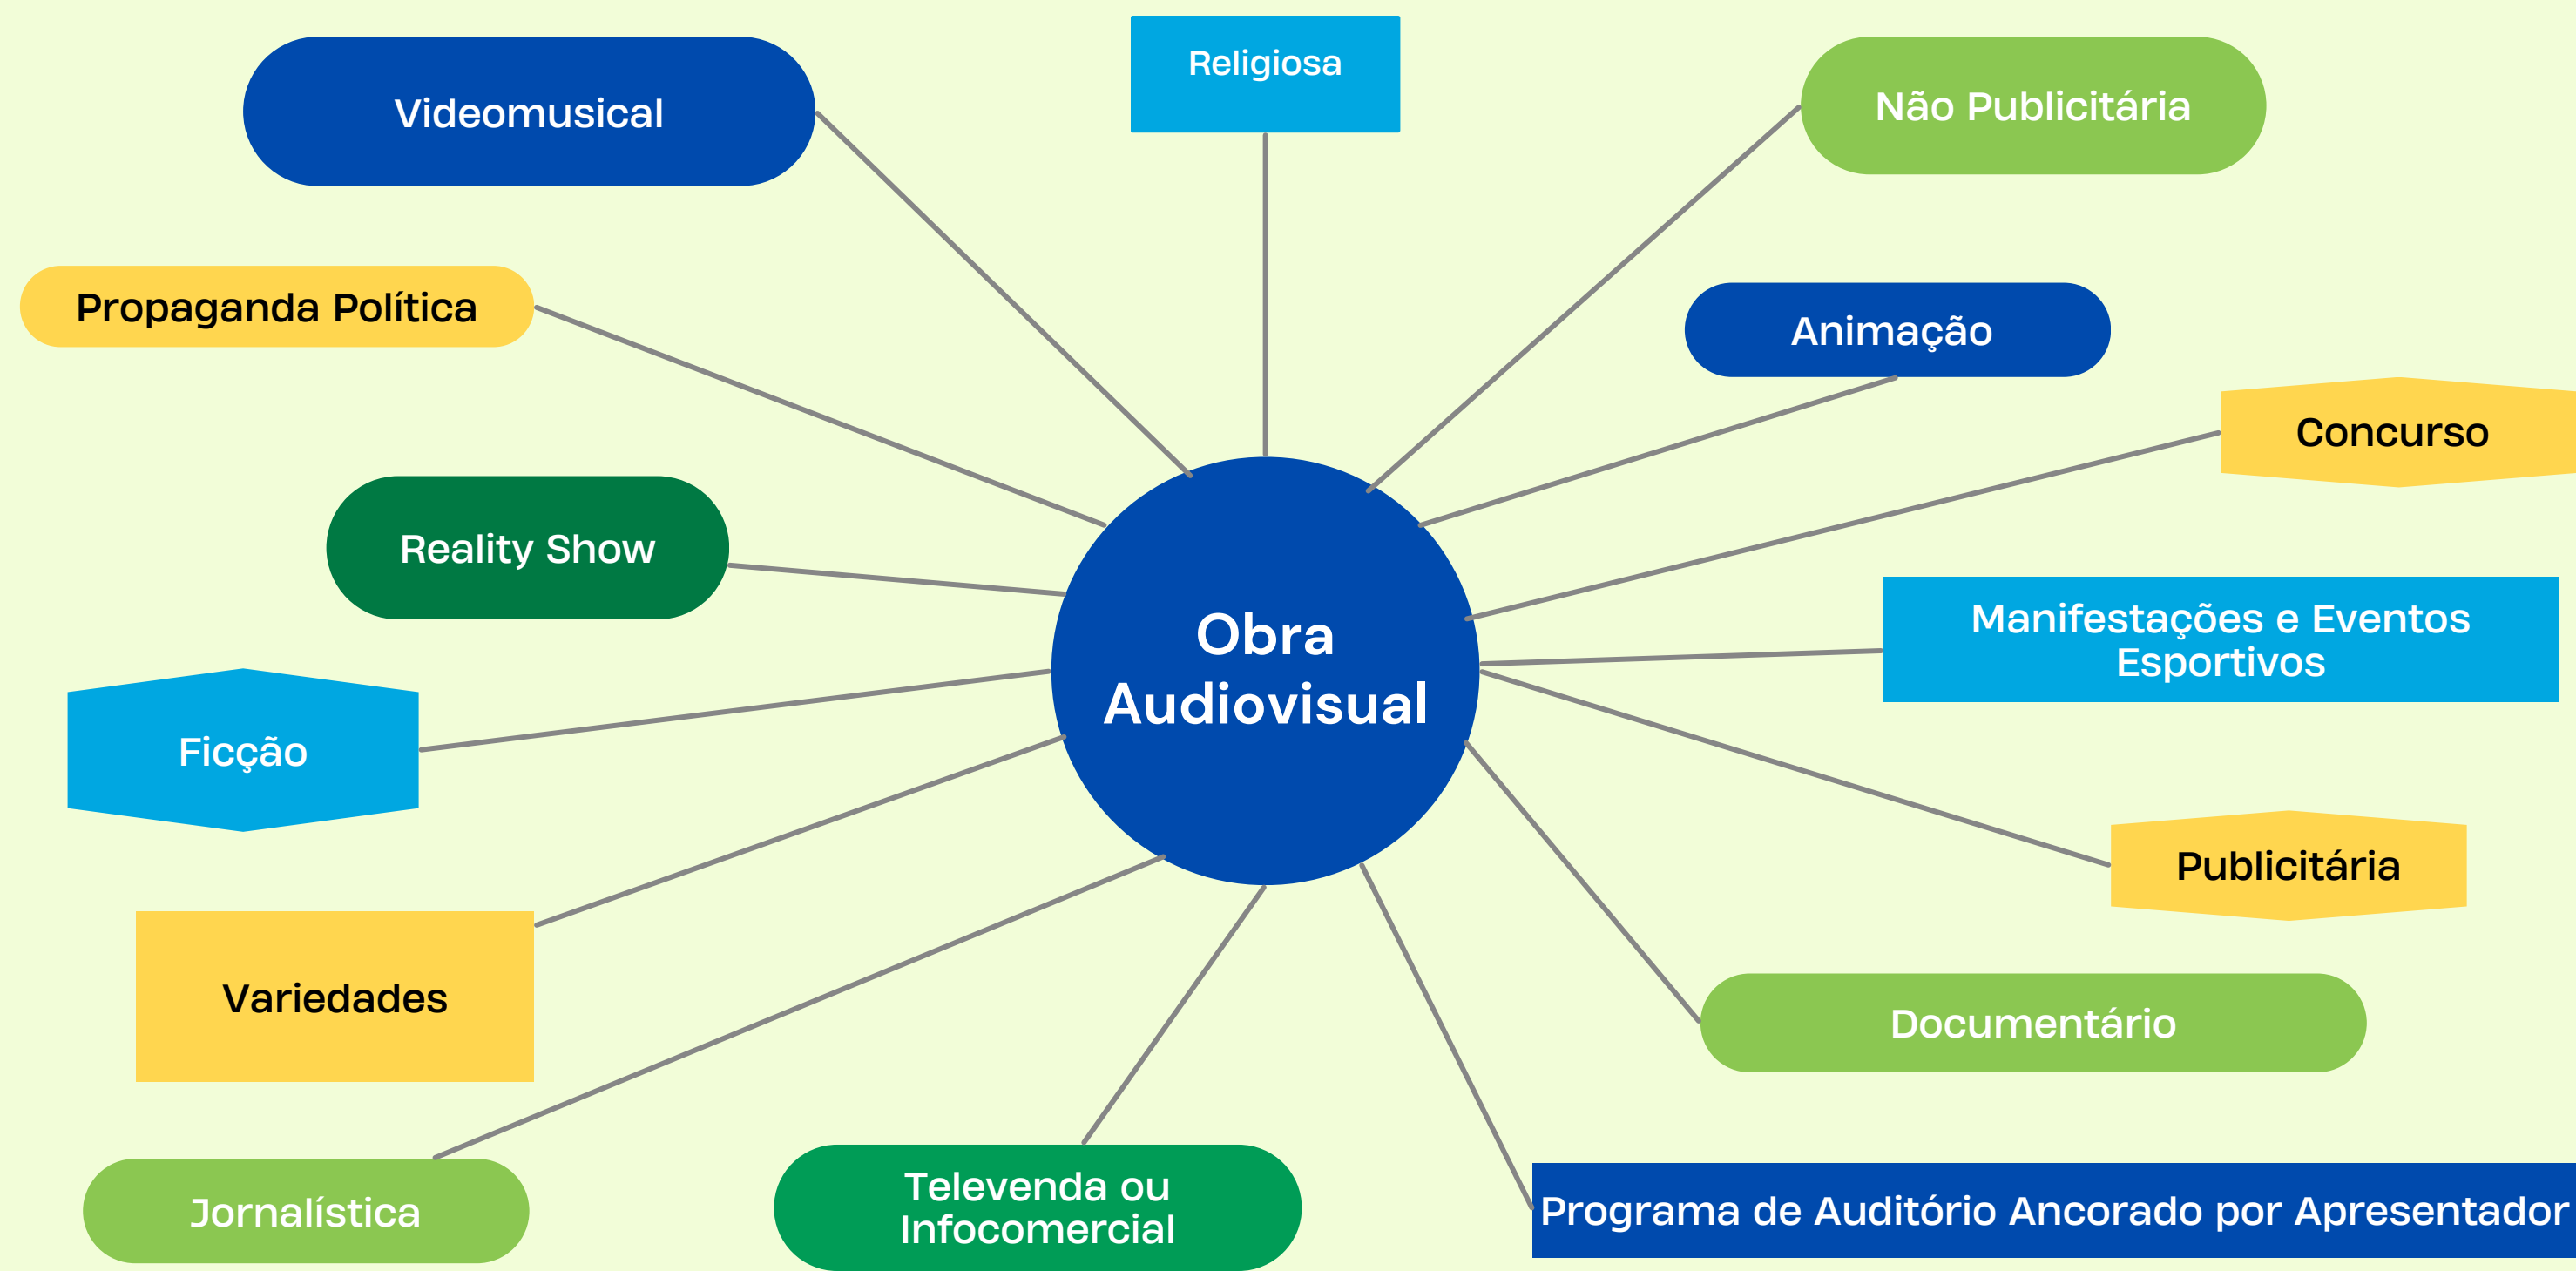 Religiosa
Videomusical
Não Publicitária
Propaganda Política
Animação
Concurso
Reality Show
Obra
Audiovisual
Manifestações e Eventos
Esportivos
Ficção
Publicitária
Variedades
Documentário
Jornalística
Televenda ou
Infocomercial
Programa de Auditório Ancorado por Apresentador